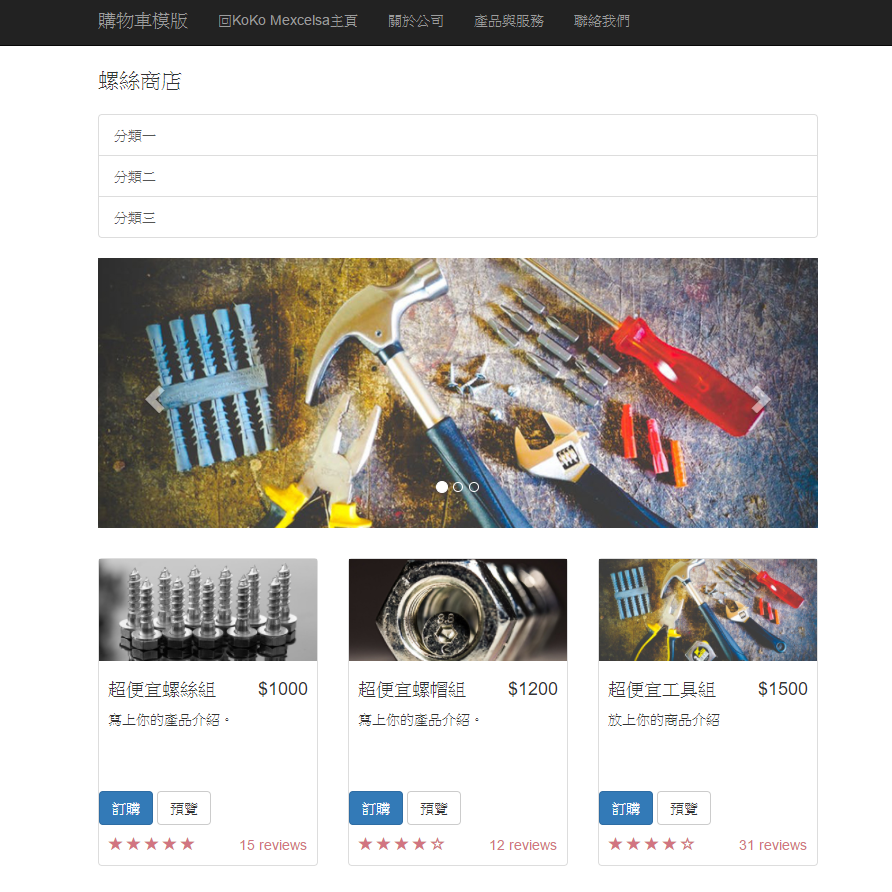 購物車模版 回KoKo Mexcelsa主頁 關於公司 產品與服務 聯絡我們
螺絲商店
分類一
分類二
分類三
8.8
超便宜螺絲組 $1000
寫上你的產品介紹。
訂購 預覽
★★★★★ 15 reviews
超便宜螺帽組 $1200
寫上你的產品介紹。
訂購 預覽
★★★★☆ 12 reviews
超便宜工具組 $1500
放上你的商品介紹
訂購 預覽
★★★★☆ 31 reviews